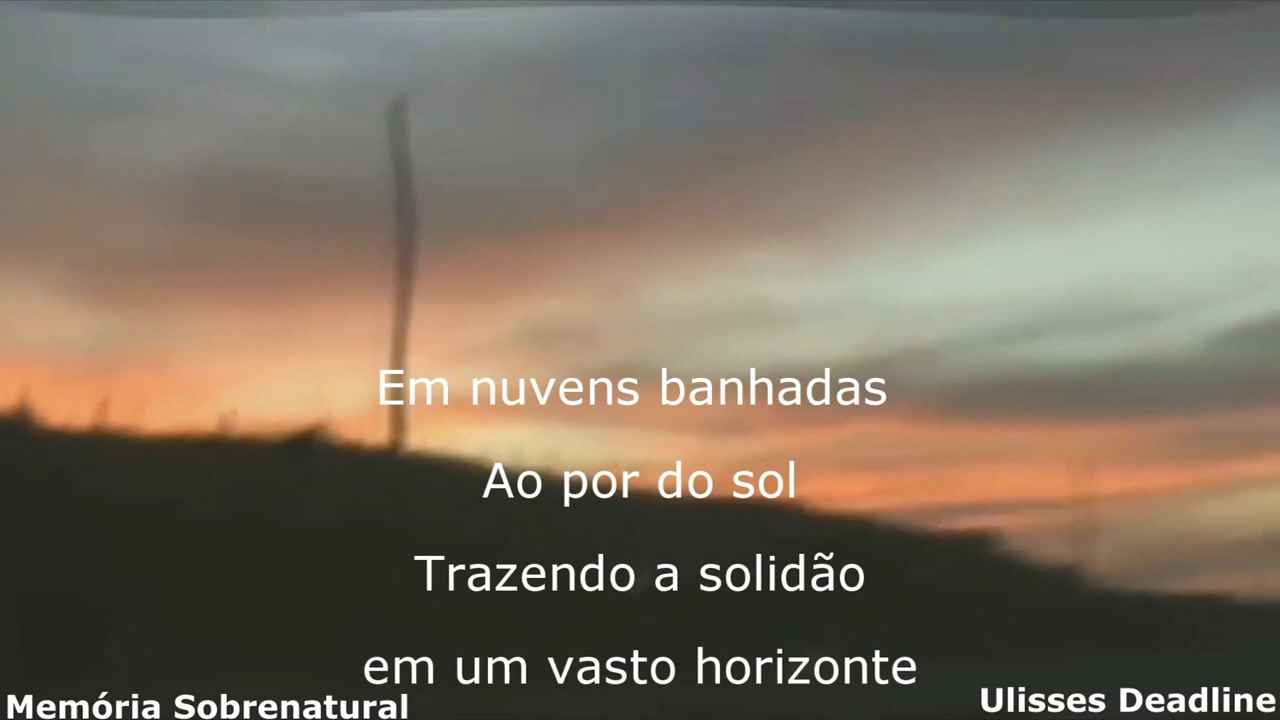 Em nuvens banhadas
Ao por do sol
Trazendo a solidão
em um vasto horizonte
Memória Sobrenatural
Ulisses Deadline